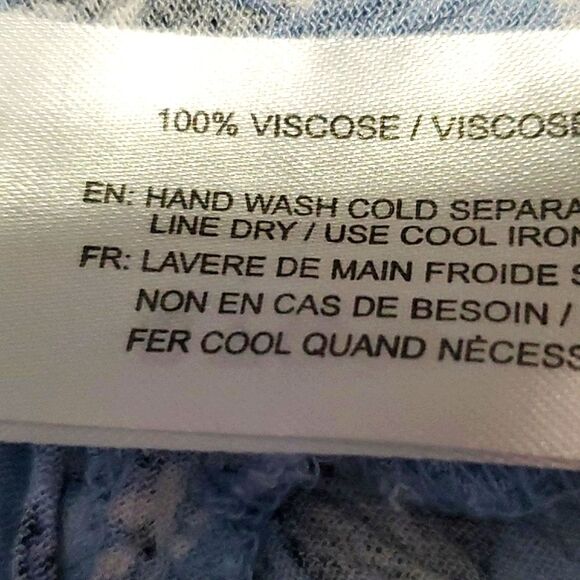 100% VISCOSE / VISCOSE
EN: HAND WASH COLD SEPARA
LINE DRY / USE COOL IRON
FR: LAVERE DE MAIN FROIDE S
NON EN CAS DE BESOIN /
FER COOL QUAND NÉCESS